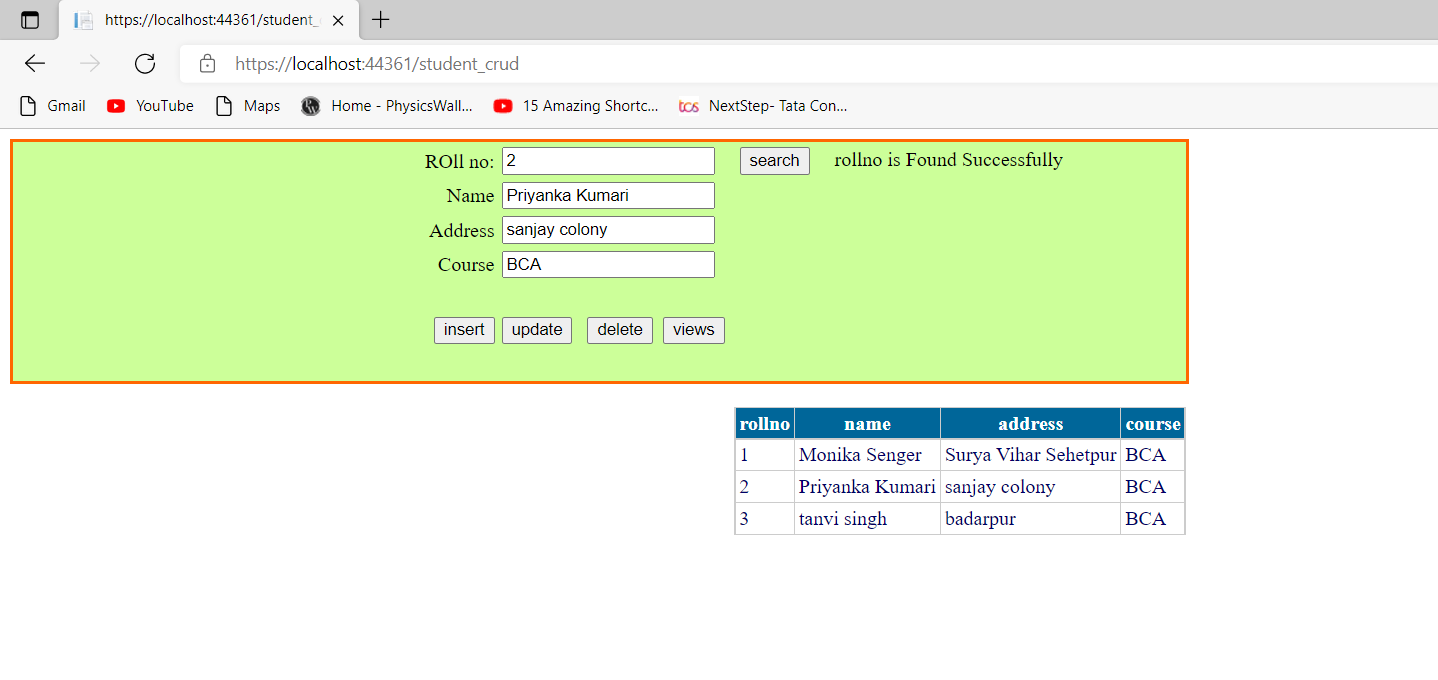 https://localhost:44361/student_
https://localhost:44361/student_crud
Gmail YouTube Maps Home - PhysicsWall... 15 Amazing Shortc... tcs NextStep- Tata Con...
ROll no: 2 search rollno is Found Successfully
Name Priyanka Kumari
Address sanjay colony
Course BCA
insert update delete views
rollno name address course
1 Monika Senger Surya Vihar Sehetpur BCA
2 Priyanka Kumari sanjay colony BCA
3 tanvi singh badarpur BCA